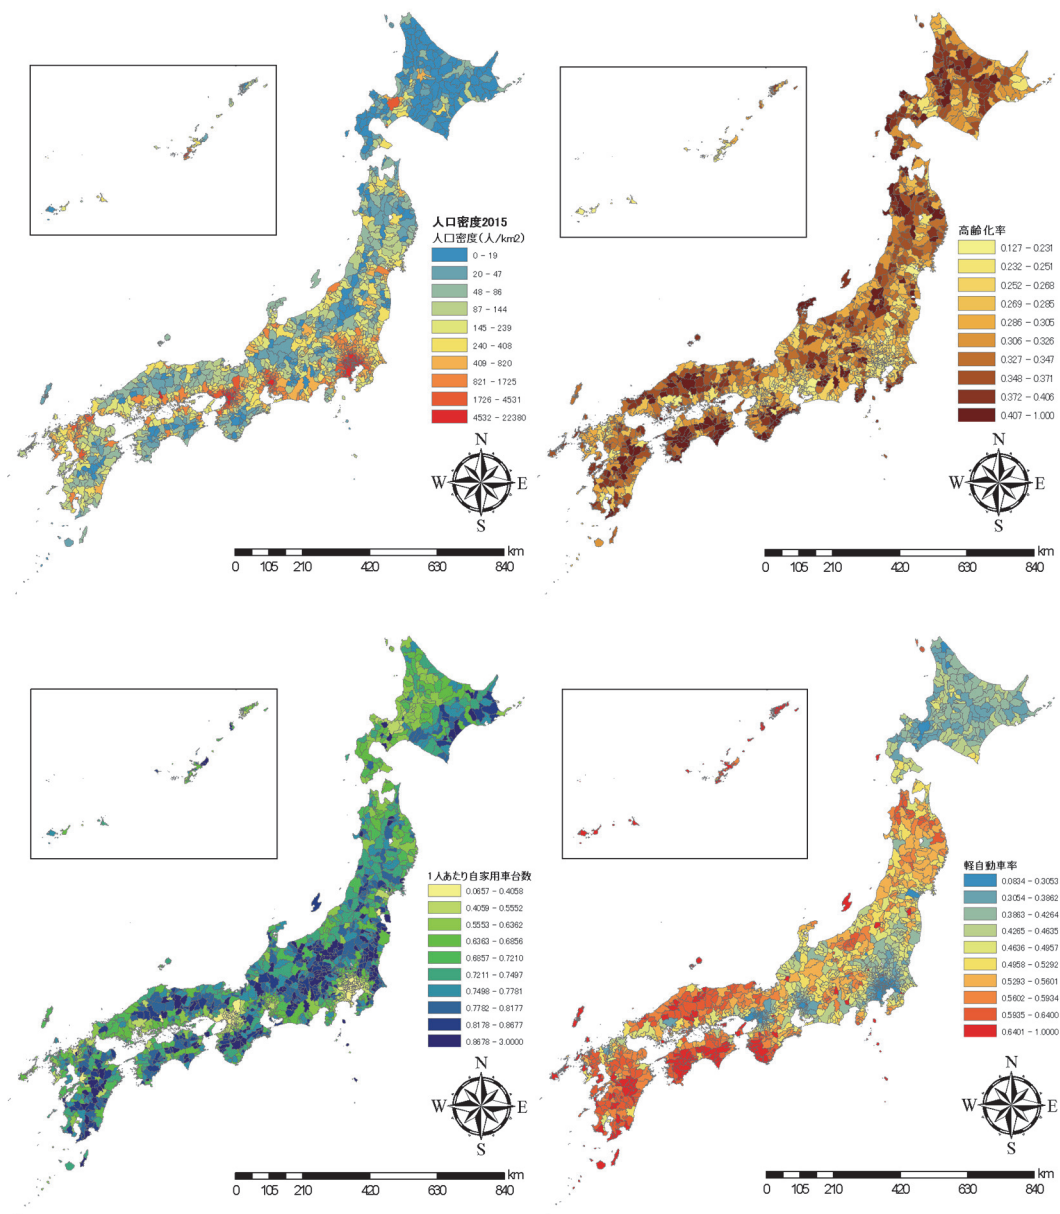 人口密度2015
人口密度(人/km2)
0 - 19
20 - 47
48 - 86
87 - 144
145 - 239
240 - 408
409 - 820
821 - 1725
1726 - 4531
4532 - 22380
N
W
E
S
km
0 105 210 420 630 840
高齢化率
0.127 - 0.231
0.232 - 0.251
0.252 - 0.268
0.269 - 0.285
0.286 - 0.305
0.306 - 0.326
0.327 - 0.347
0.348 - 0.371
0.372 - 0.406
0.407 - 1.000
N
W
E
S
km
0 105 210 420 630 840
1人あたり自家用車台数
0.0657 - 0.4058
0.4059 - 0.5552
0.5553 - 0.6362
0.6363 - 0.6856
0.6857 - 0.7210
0.7211 - 0.7497
0.7498 - 0.7781
0.7782 - 0.8177
0.8178 - 0.8677
0.8678 - 3.0000
N
W
E
S
km
0 105 210 420 630 840
軽自動車率
0.0834 - 0.3053
0.3054 - 0.3862
0.3863 - 0.4264
0.4265 - 0.4635
0.4636 - 0.4957
0.4958 - 0.5292
0.5293 - 0.5601
0.5602 - 0.5934
0.5935 - 0.6400
0.6401 - 1.0000
N
W
E
S
km
0 105 210 420 630 840